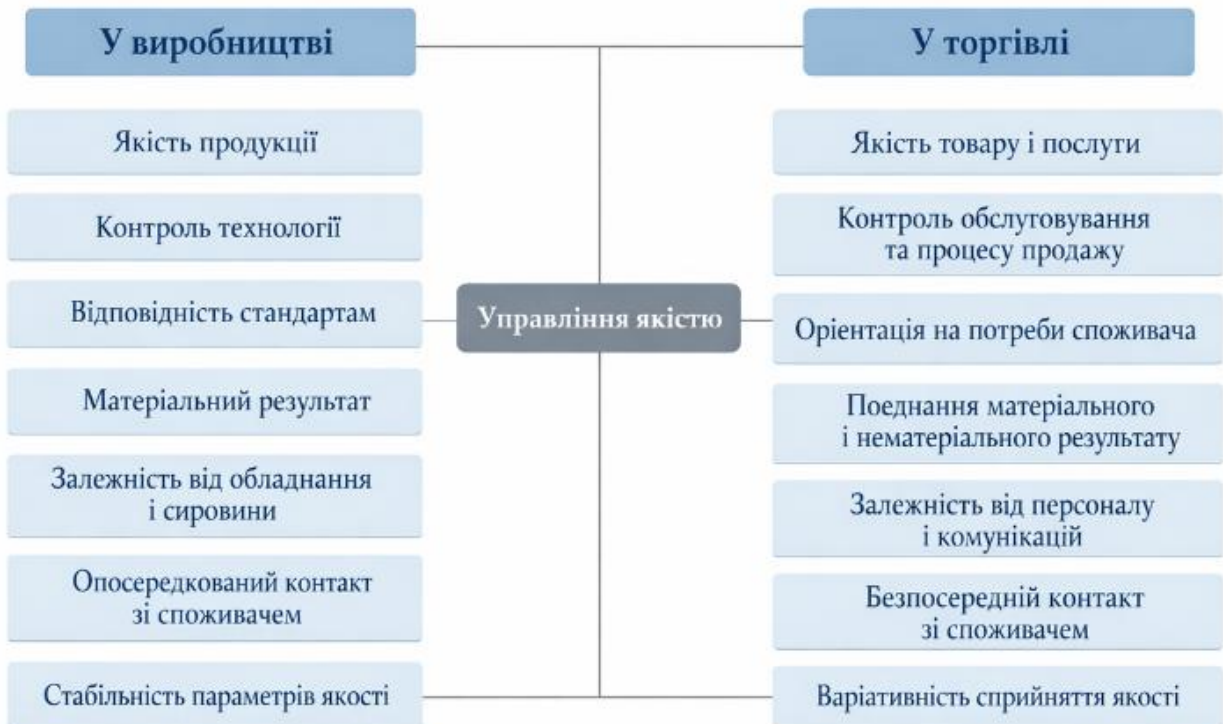 У виробництві
Якість продукції
Контроль технології
Відповідність стандартам
Матеріальний результат
Залежність від обладнання
і сировини
Опосередкований контакт
зі споживачем
Стабільність параметрів якості
Управління якістю
У торгівлі
Якість товару і послуги
Контроль обслуговування
та процесу продажу
Оріентація на потреби споживача
Поеднання матеріального
і нематеріального результату
Залежність від персоналу
і комунікацій
Безпосередній контакт
зі споживачем
Варіативність сприйняття якості